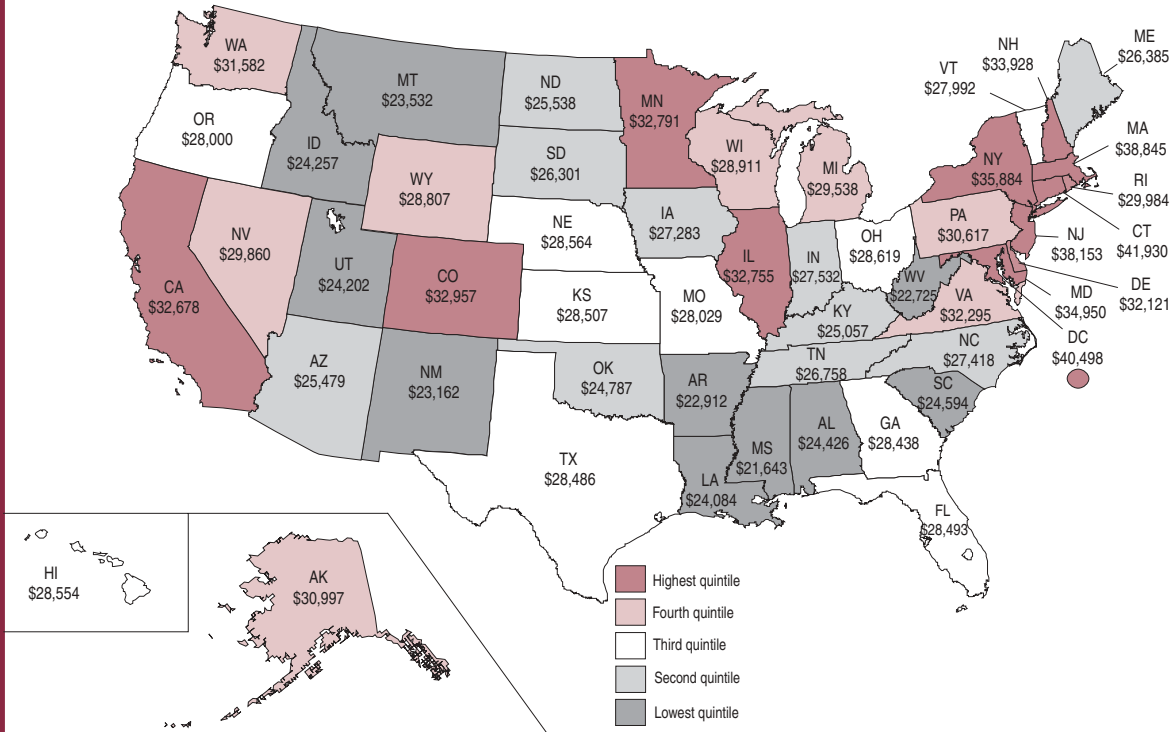 WA
$31,582
OR
$28,000
ID
$24,257
MT
$23,532
ND
$25,538
SD
$26,301
WY
$28,807
NE
$28,564
MN
$32,791
WI
$28,911
MI
$29,538
IA
$27,283
IL
$32,755
IN
$27,532
OH
$28,619
CA
$32,678
NV
$29,860
UT
$24,202
CO
$32,957
KS
$28,507
MO
$28,029
KY
$25,057
WV
$22,725
VA
$32,295
PA
$30,617
NY
$35,884
VT
$27,992
NH
$33,928
ME
$26,385
MA
$38,845
RI
$29,984
CT
$41,930
NJ
$38,153
DE
$32,121
MD
$34,950
DC
$40,498
AZ
$25,479
NM
$23,162
OK
$24,787
AR
$22,912
TN
$26,758
NC
$27,418
SC
$24,594
TX
$28,486
LA
$24,084
MS
$21,643
AL
$24,426
GA
$28,438
FL
$28,493
HI
$28,554
AK
$30,997
Highest quintile
Fourth quintile
Third quintile
Second quintile
Lowest quintile